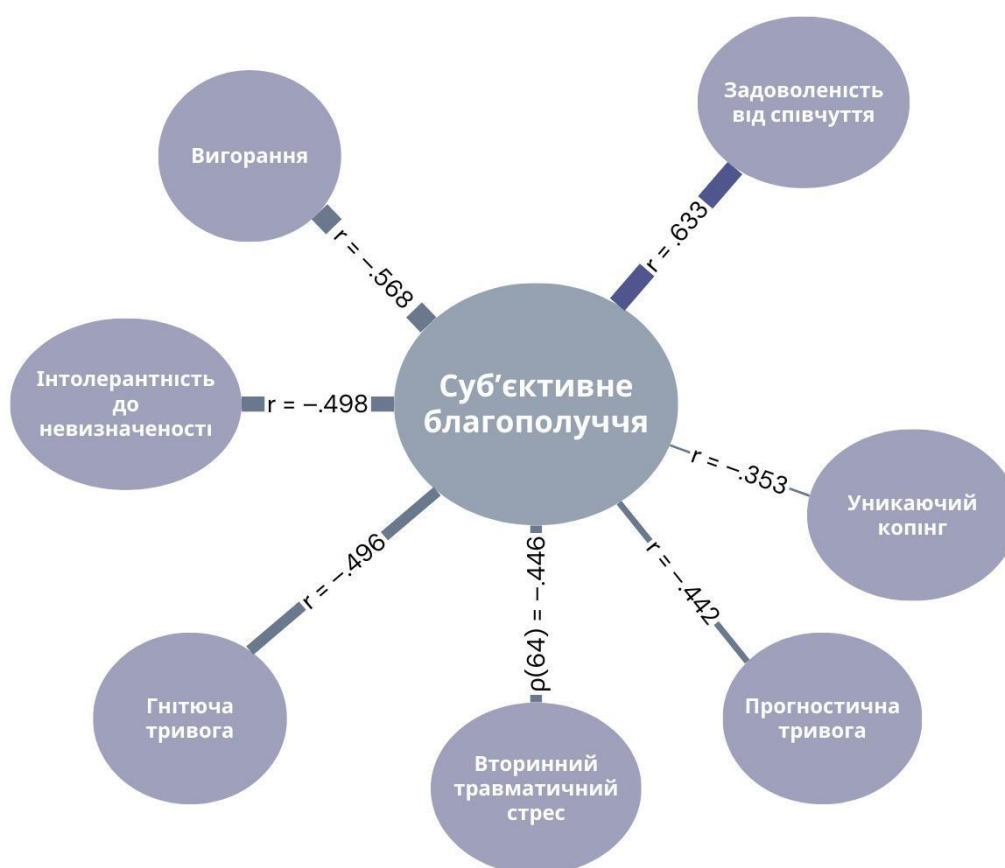 Задоволеність
від співчуття
Вигорання
r = .633
r = −.568
Інтолерантність
до
невизначеності
r = −.498
Суб’єктивне
благополуччя
r = −.353
Уникаючий
копінг
r = −.496
ρ(64) = −.446
r = −.442
Гнітюча
тривога
Вторинний
травматичний
стрес
Прогностична
тривога